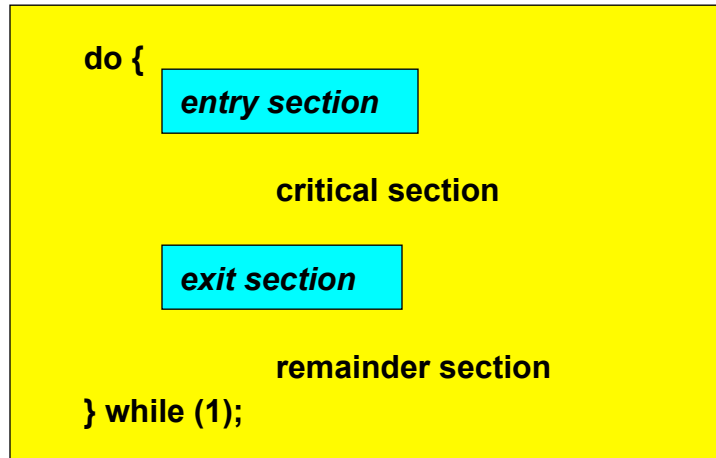 do {
entry section
critical section
exit section
remainder section
} while (1);